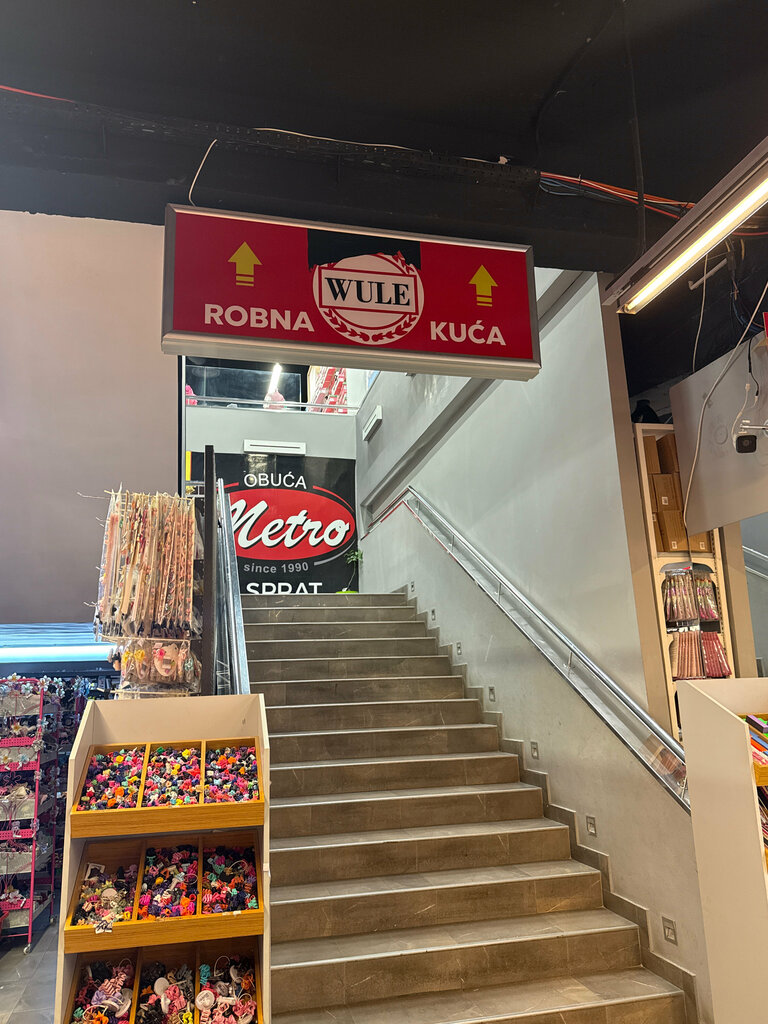 WULE
ROBNA KUĆA
OBUĆA
Metro
since 1990
SPRAT